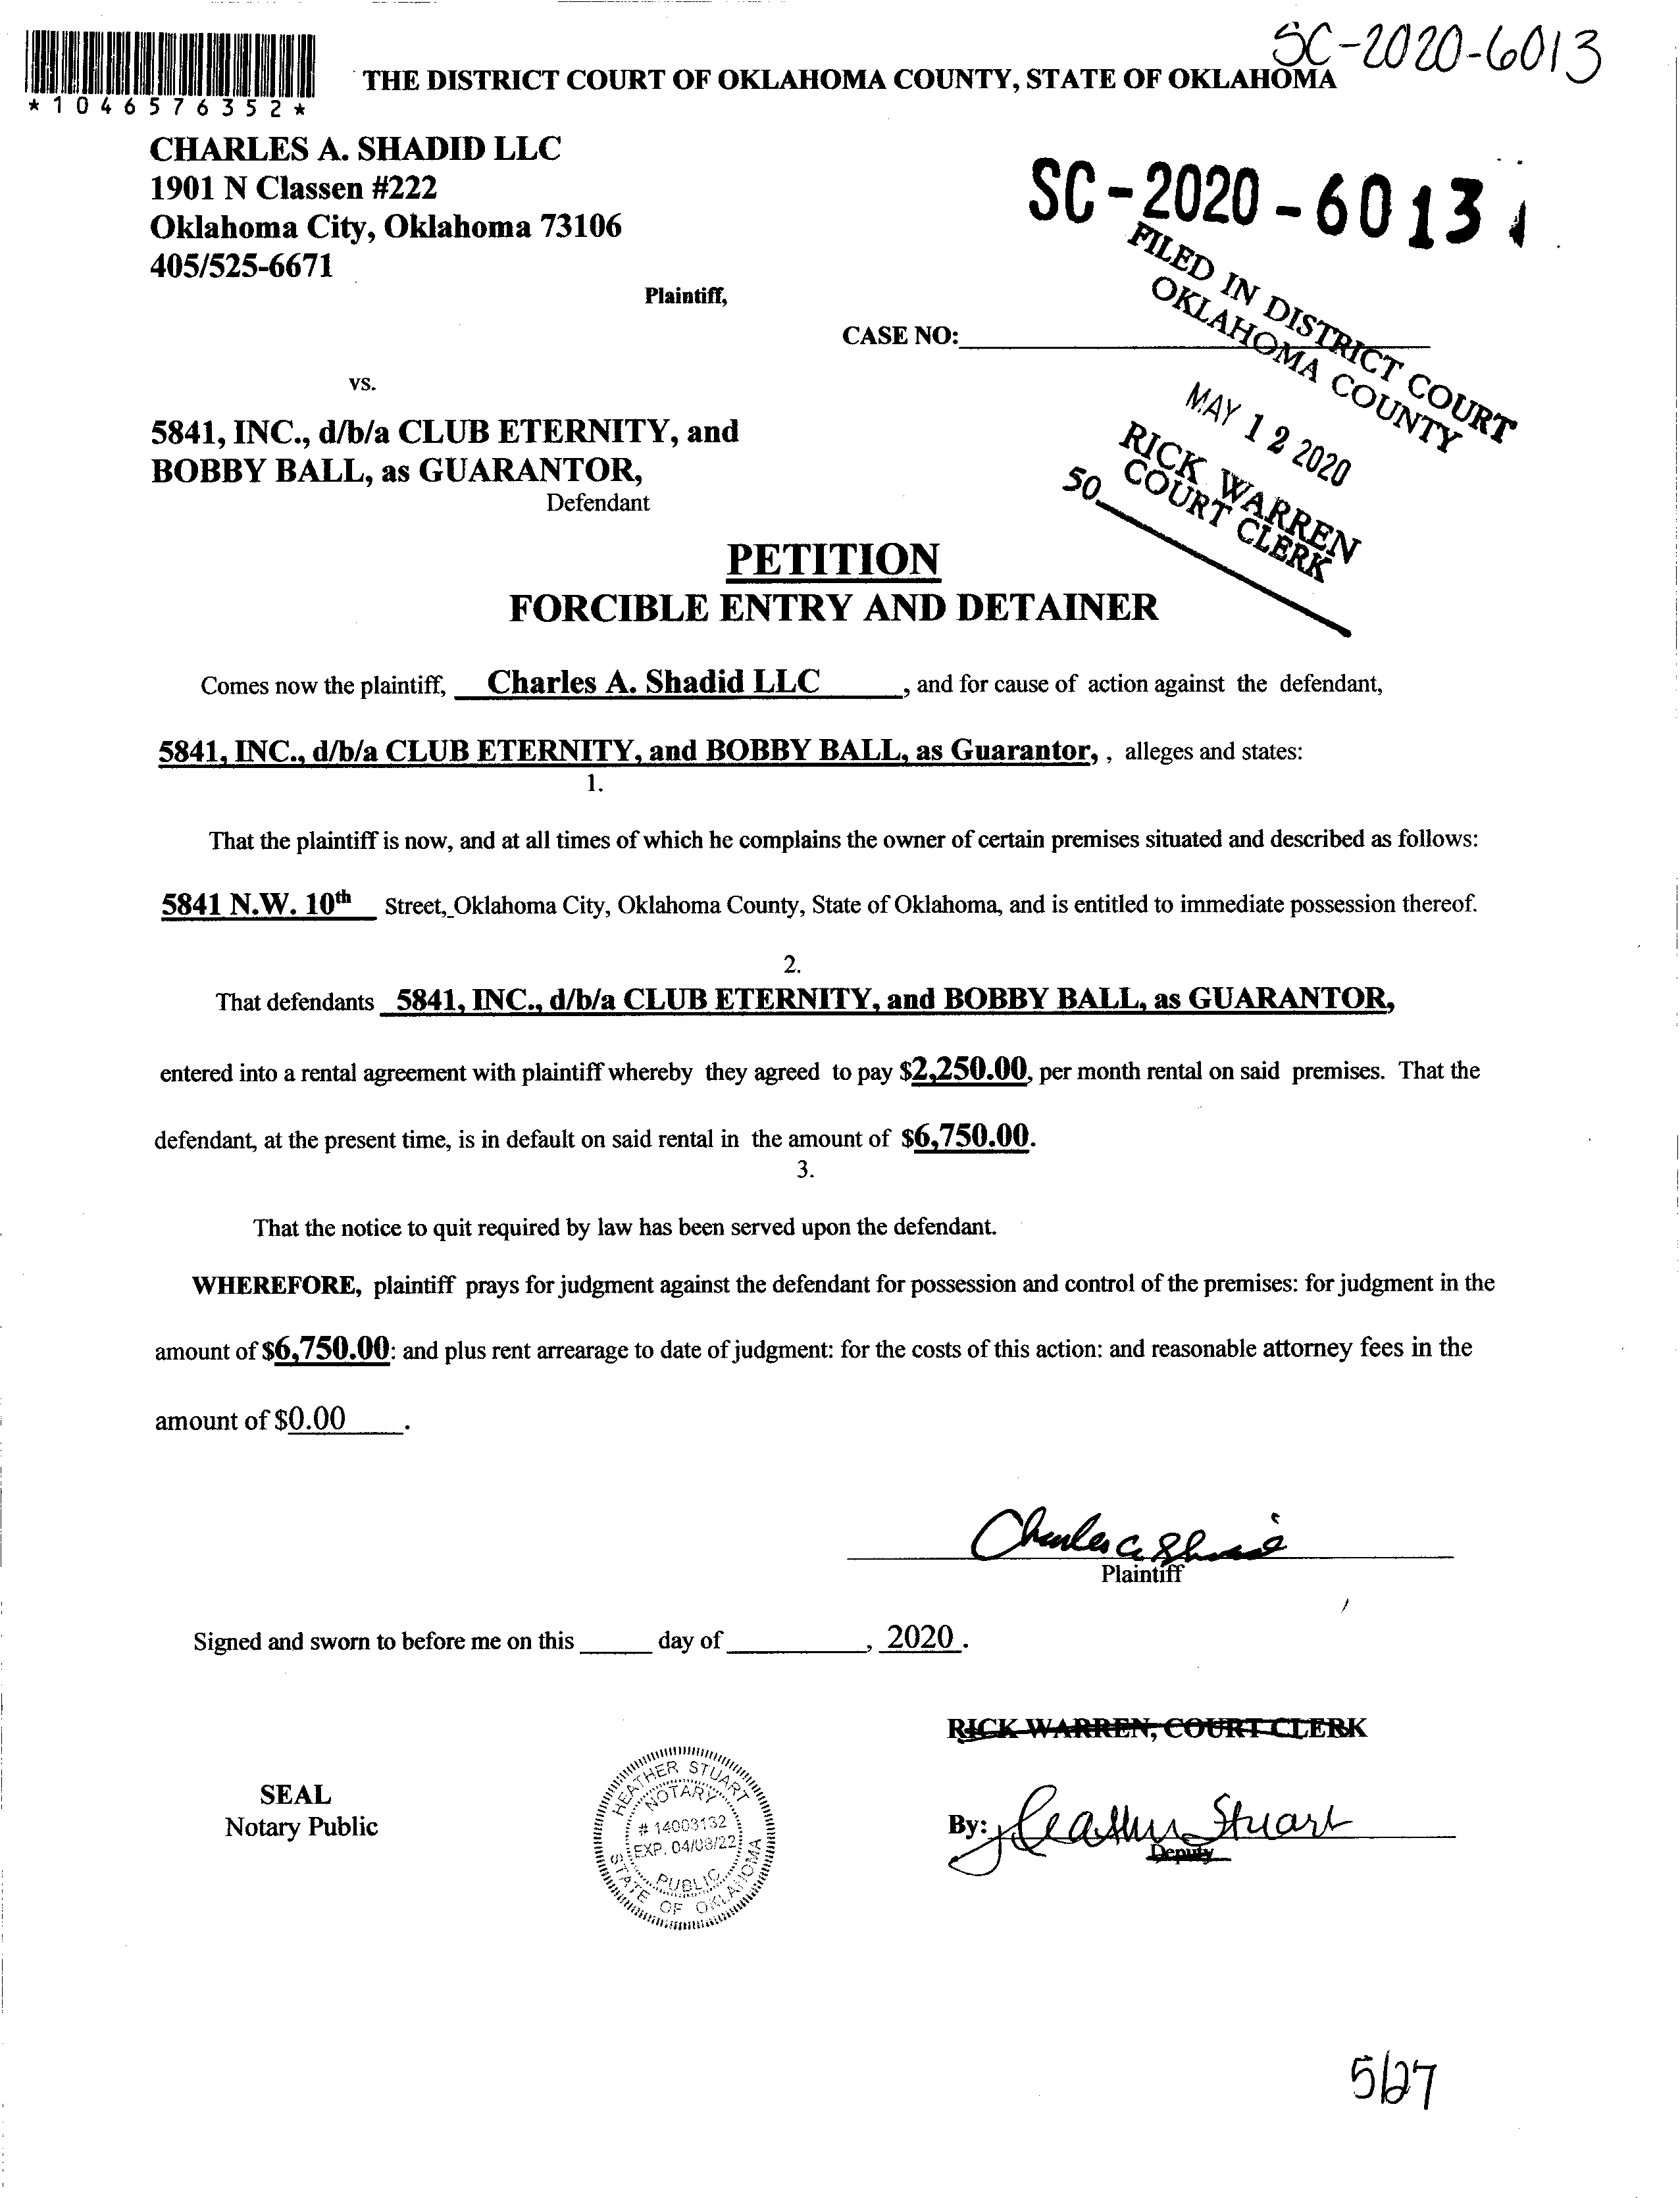 SC-2020-6013
THE DISTRICT COURT OF OKLAHOMA COUNTY, STATE OF OKLAHOMA
*1046576352*
CHARLES A. SHADID LLC
1901 N Classen #222
Oklahoma City, Oklahoma 73106
405/525-6671
SC-2020-6013
Plaintiff,
FILED IN DISTRICT COURT
OKLAHOMA COUNTY
CASE NO:
MAY 12 2020
RICK WARREN
COURT CLERK
50
vs.
5841, INC., d/b/a CLUB ETERNITY, and
BOBBY BALL, as GUARANTOR,
Defendant
PETITION
FORCIBLE ENTRY AND DETAINER
Comes now the plaintiff, Charles A. Shadid LLC , and for cause of action against the defendant,
5841, INC., d/b/a CLUB ETERNITY, and BOBBY BALL, as Guarantor, , alleges and states:
1.
That the plaintiff is now, and at all times of which he complains the owner of certain premises situated and described as follows:
5841 N.W. 10th Street, Oklahoma City, Oklahoma County, State of Oklahoma, and is entitled to immediate possession thereof.
2.
That defendants 5841, INC., d/b/a CLUB ETERNITY, and BOBBY BALL, as GUARANTOR,
entered into a rental agreement with plaintiff whereby they agreed to pay $2,250.00, per month rental on said premises. That the
defendant, at the present time, is in default on said rental in the amount of $6,750.00.
3.
That the notice to quit required by law has been served upon the defendant.
WHEREFORE, plaintiff prays for judgment against the defendant for possession and control of the premises: for judgment in the
amount of $6,750.00: and plus rent arrearage to date of judgment: for the costs of this action: and reasonable attorney fees in the
amount of $0.00 .
Charles A Shadid
Plaintiff
Signed and sworn to before me on this ______ day of __________, 2020 .
RICK WARREN, COURT CLERK
SEAL
Notary Public
HEATHER STUART
NOTARY
# 14003132
EXP. 04/03/22
PUBLIC
STATE OF OKLAHOMA
By: Heather Stuart
Deputy
5/27